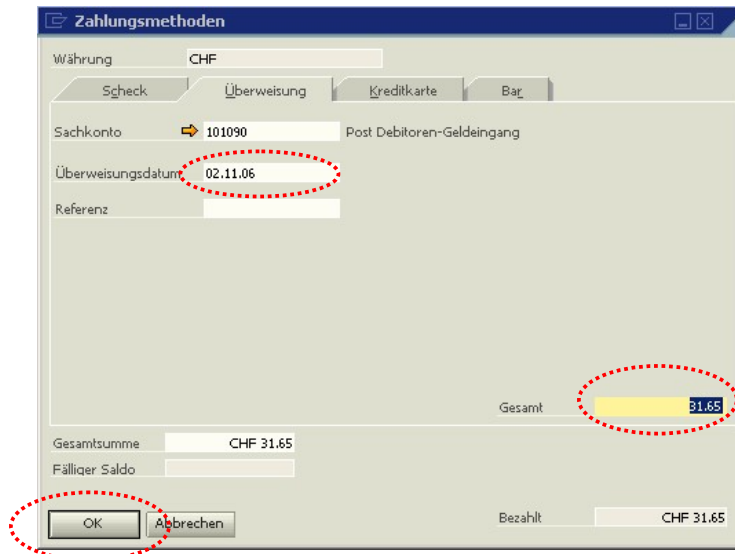 Zahlungsmethoden
Währung CHF
Scheck Überweisung Kreditkarte Bar
Sachkonto 101090 Post Debitoren-Geldeingang
Überweisungsdatum 02.11.06
Referenz
Gesamt 31.65
Gesamtsumme CHF 31.65
Fälliger Saldo
OK Abbrechen Bezahlt CHF 31.65